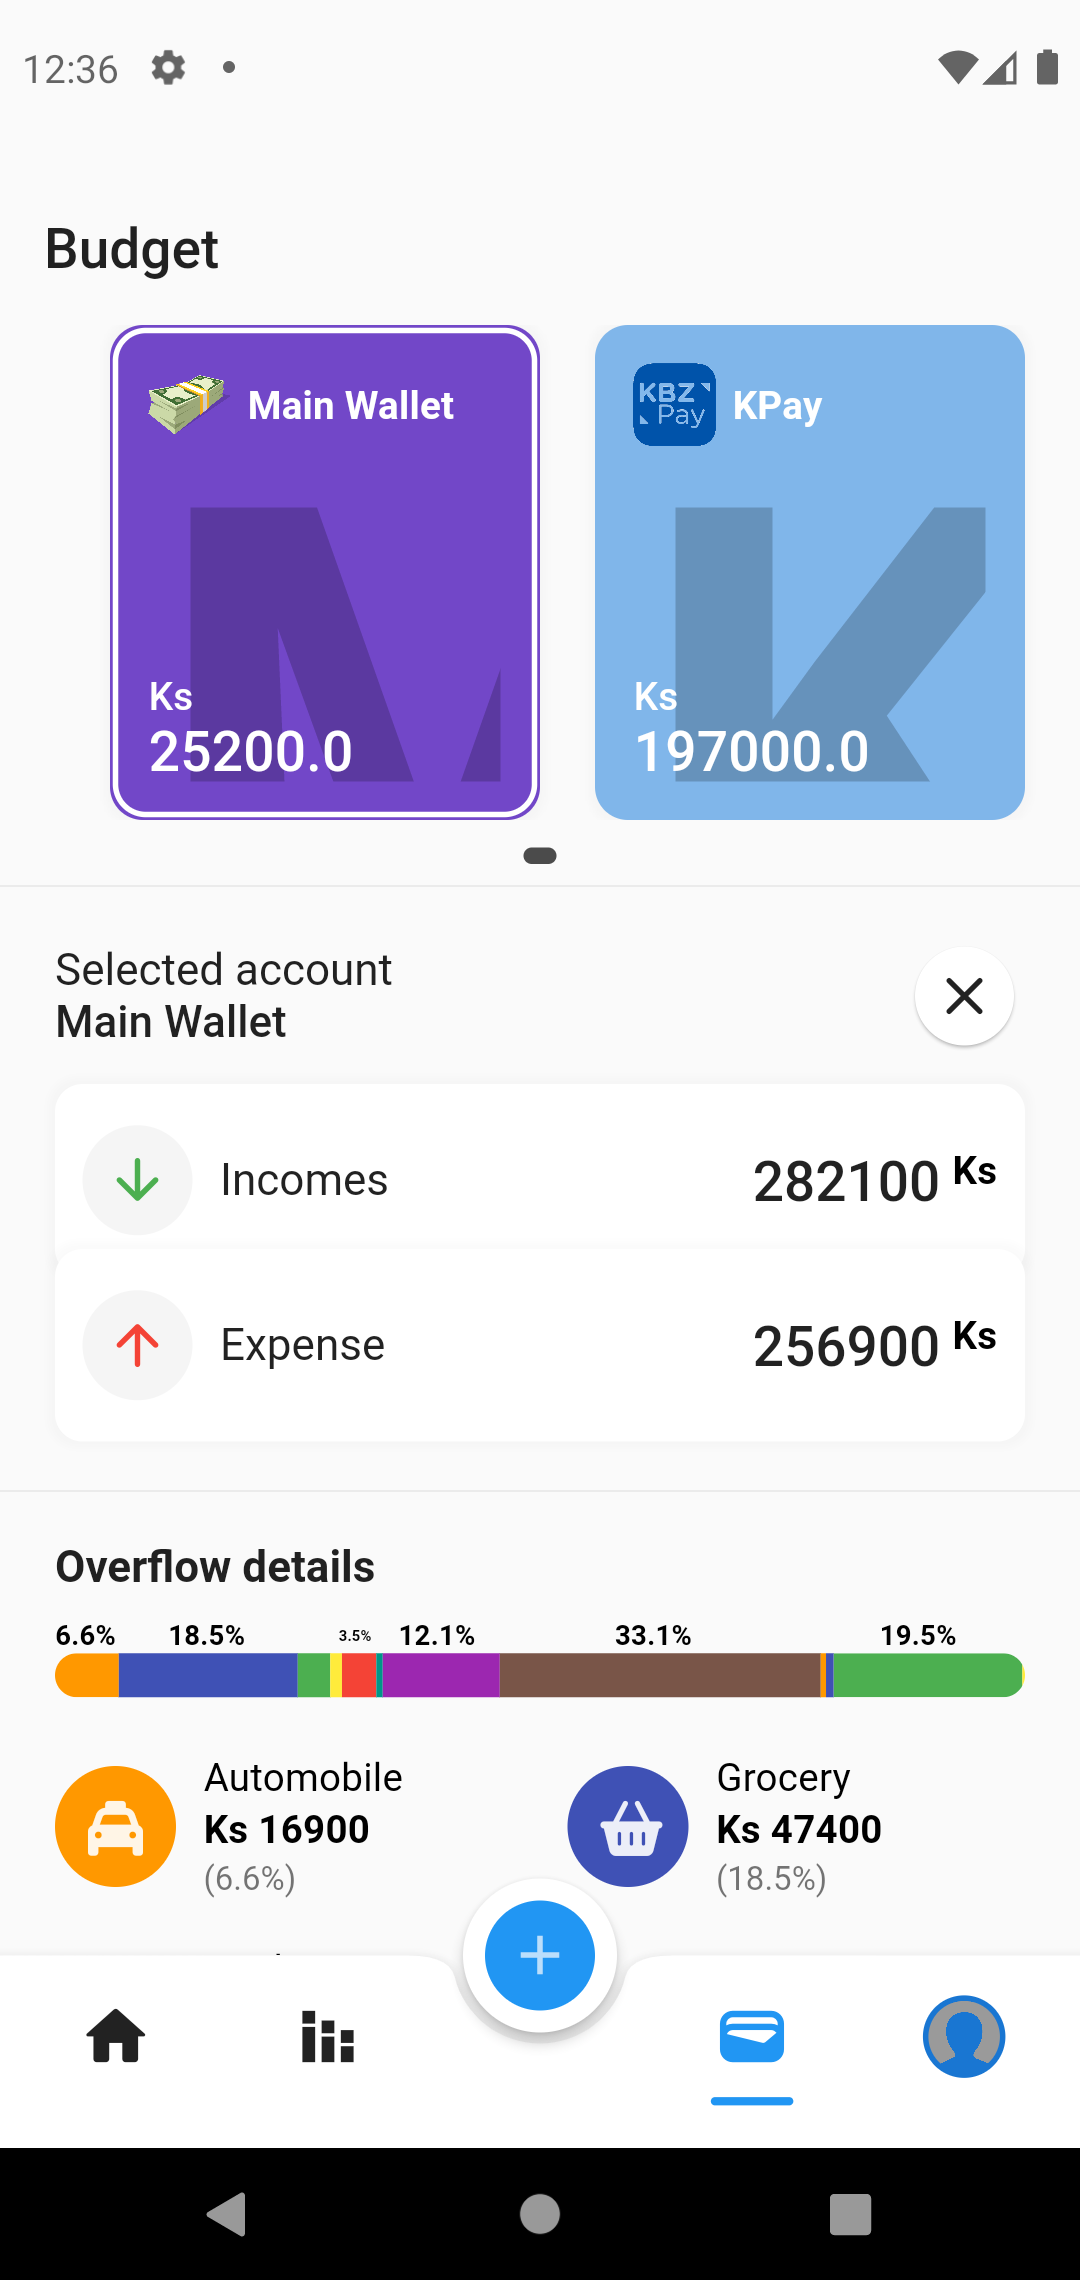 12:36
Budget
Main Wallet
M
Ks
25200.0
KBZ
Pay
KPay
K
Ks
197000.0
Selected account
Main Wallet
Incomes
282100 Ks
Expense
256900 Ks
Overflow details
6.6% 18.5% 3.5% 12.1% 33.1% 19.5%
Automobile
Ks 16900
(6.6%)
Grocery
Ks 47400
(18.5%)